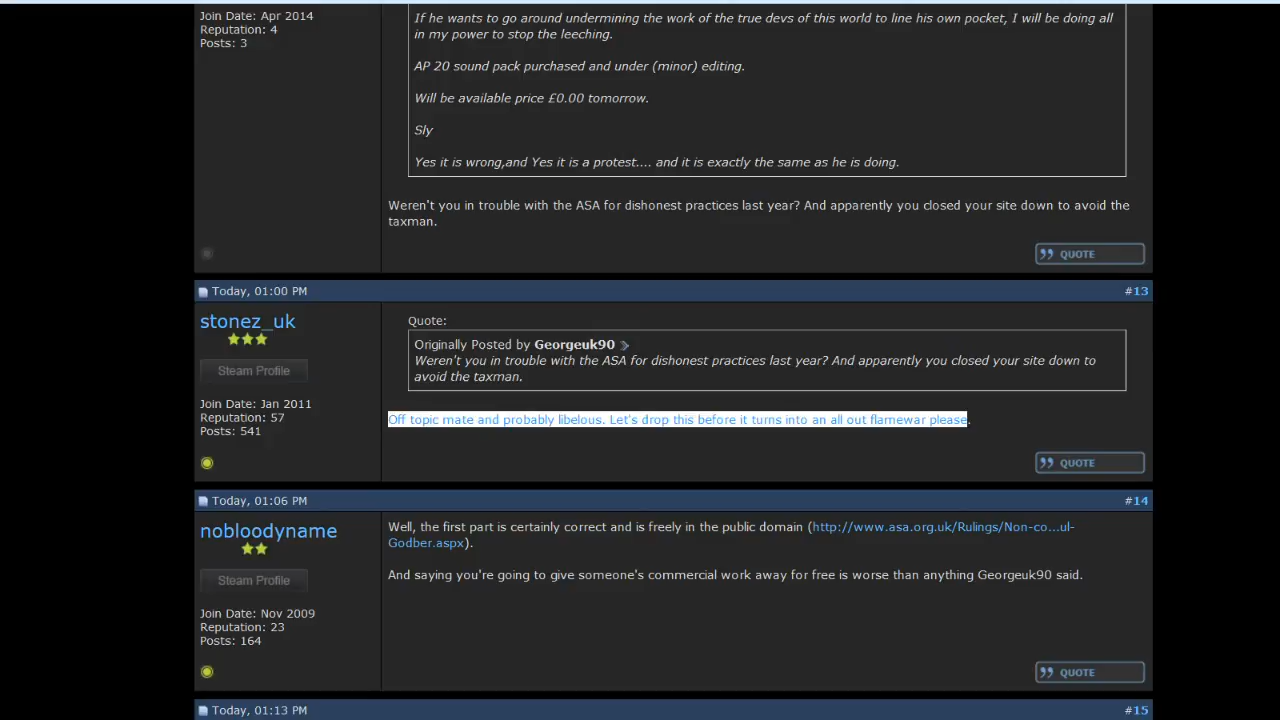 Join Date: Apr 2014
Reputation: 4
Posts: 3
If he wants to go around undermining the work of the true devs of this world to line his own pocket, I will be doing all
in my power to stop the leeching.
AP 20 sound pack purchased and under (minor) editing.
Will be available price £0.00 tomorrow.
Sly
Yes it is wrong,and Yes it is a protest.... and it is exactly the same as he is doing.
Weren't you in trouble with the ASA for dishonest practices last year? And apparently you closed your site down to avoid the
taxman.
QUOTE
Today, 01:00 PM
#13
stonez_uk
Steam Profile
Join Date: Jan 2011
Reputation: 57
Posts: 541
Quote:
Originally Posted by Georgeuk90
Weren't you in trouble with the ASA for dishonest practices last year? And apparently you closed your site down to
avoid the taxman.
Off topic mate and probably libelous. Let's drop this before it turns into an all out flamewar please.
QUOTE
Today, 01:06 PM
#14
nobloodyname
Steam Profile
Join Date: Nov 2009
Reputation: 23
Posts: 164
Well, the first part is certainly correct and is freely in the public domain (http://www.asa.org.uk/Rulings/Non-co...ul-
Godber.aspx).
And saying you're going to give someone's commercial work away for free is worse than anything Georgeuk90 said.
QUOTE
Today, 01:13 PM
#15